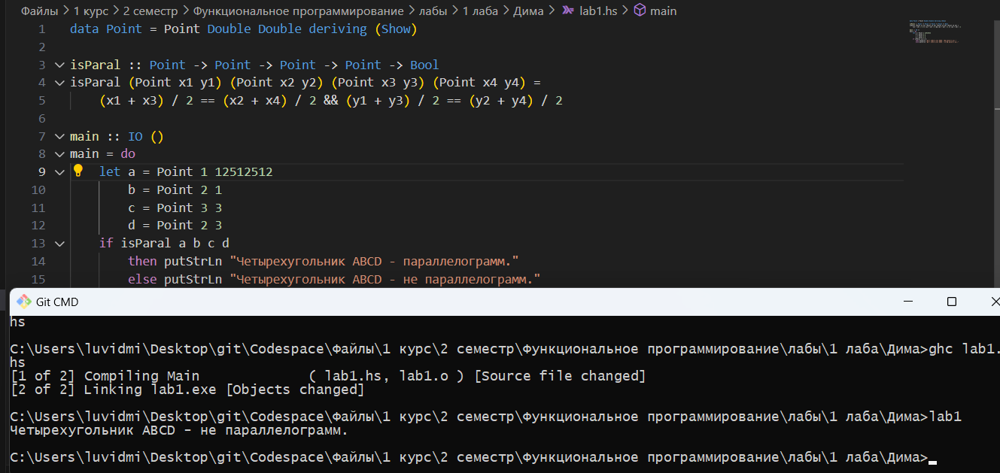 Файлы > 1 курс > 2 семестр > Функциональное программирование > лабы > 1 лаба > Дима > lab1.hs > main
1 data Point = Point Double Double deriving (Show)
2
3 isParal :: Point -> Point -> Point -> Point -> Bool
4 isParal (Point x1 y1) (Point x2 y2) (Point x3 y3) (Point x4 y4) =
5 (x1 + x3) / 2 == (x2 + x4) / 2 && (y1 + y3) / 2 == (y2 + y4) / 2
6
7 main :: IO ()
8 main = do
9 let a = Point 1 12512512
10 b = Point 2 1
11 c = Point 3 3
12 d = Point 2 3
13 if isParal a b c d
14 then putStrLn "Четырехугольник ABCD - параллелограмм."
15 else putStrLn "Четырехугольник ABCD - не параллелограмм."
Git CMD
hs
C:\Users\luvidmi\Desktop\git\Codespace\Файлы\1 курс\2 семестр\Функциональное программирование\лабы\1 лаба\Дима>ghc lab1.
hs
[1 of 2] Compiling Main ( lab1.hs, lab1.o ) [Source file changed]
[2 of 2] Linking lab1.exe [Objects changed]
C:\Users\luvidmi\Desktop\git\Codespace\Файлы\1 курс\2 семестр\Функциональное программирование\лабы\1 лаба\Дима>lab1
Четырехугольник ABCD - не параллелограмм.
C:\Users\luvidmi\Desktop\git\Codespace\Файлы\1 курс\2 семестр\Функциональное программирование\лабы\1 лаба\Дима>